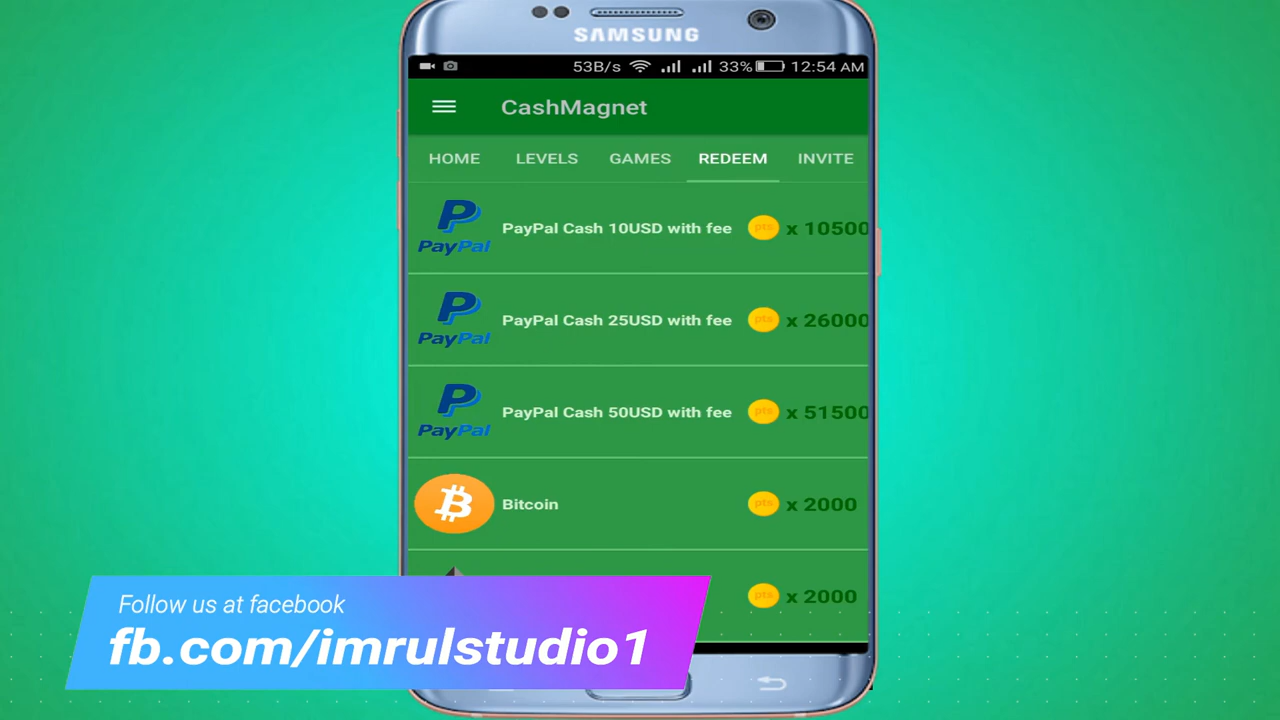 SAMSUNG
53B/s 33% 12:54 AM
CashMagnet
HOME LEVELS GAMES REDEEM INVITE
PayPal PayPal Cash 10USD with fee pts x 10500
PayPal PayPal Cash 25USD with fee pts x 26000
PayPal PayPal Cash 50USD with fee pts x 51500
Bitcoin pts x 2000
pts x 2000
Follow us at facebook
fb.com/imrulstudio1